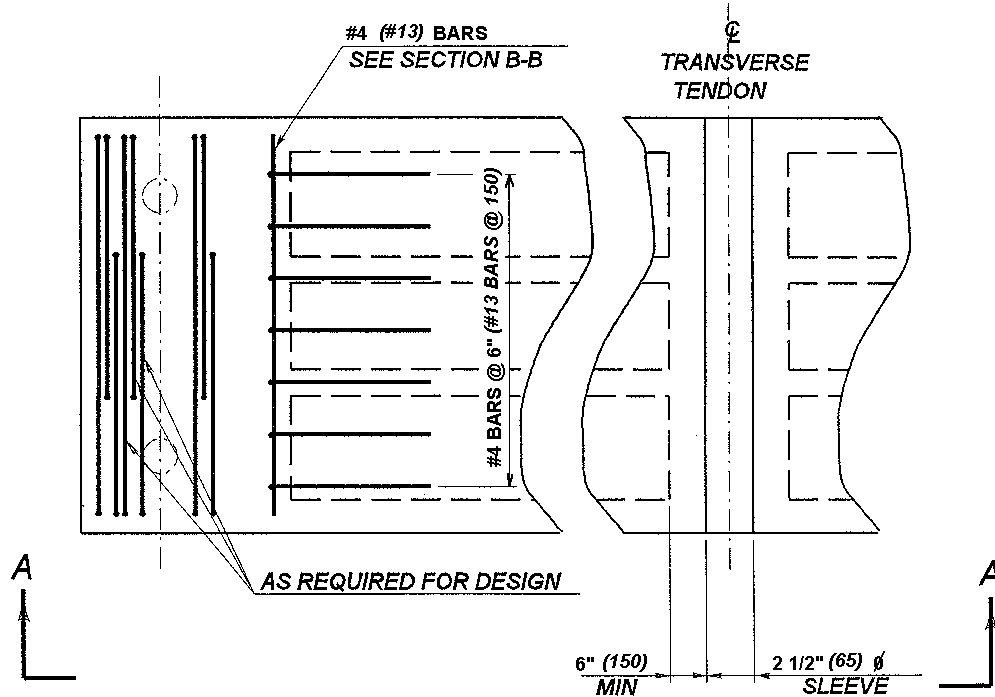 #4 (#13) BARS
SEE SECTION B-B
℄
TRANSVERSE
TENDON
#4 BARS @ 6" (#13 BARS @ 150)
AS REQUIRED FOR DESIGN
A
A
6" (150)
MIN
2 1/2" (65) ϕ
SLEEVE